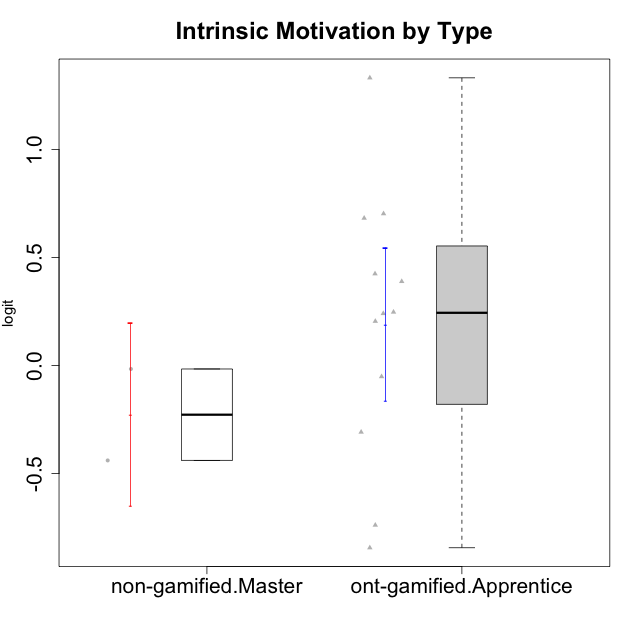 Intrinsic Motivation by Type
logit
1.0
0.5
0.0
-0.5
non-gamified.Master
ont-gamified.Apprentice